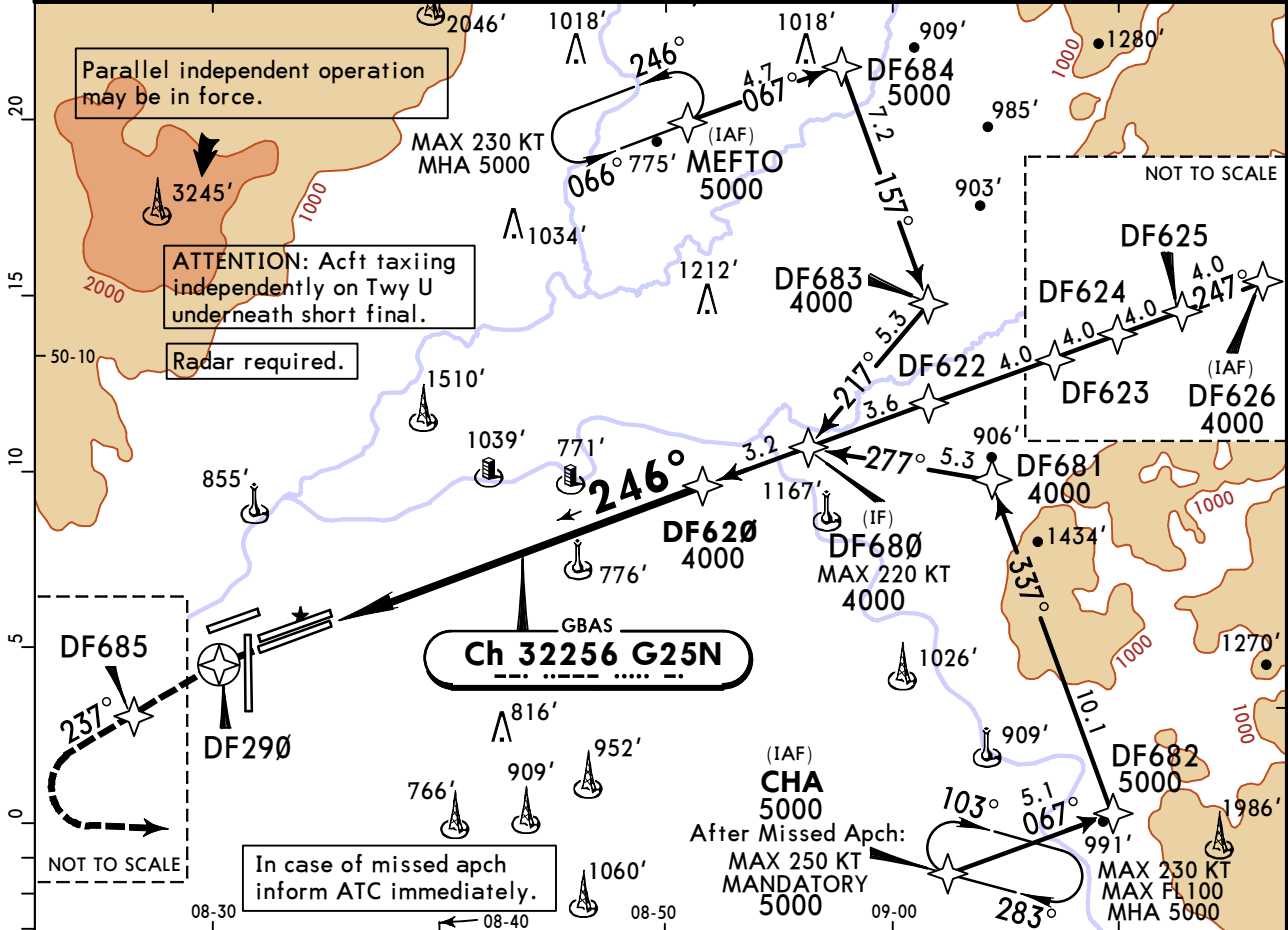 2046'
1018'
1018'
909'
1280'
1000
Parallel independent operation
may be in force.
246°
4.7
067°
DF684
5000
20
MAX 230 KT
MHA 5000
066°
775'
(IAF)
MEFTO
5000
7.2
157°
985'
903'
NOT TO SCALE
3245'
1000
2000
1034'
1212'
ATTENTION: Acft taxiing
independently on Twy U
underneath short final.
Radar required.
15
50-10
DF683
4000
5.3
217°
DF625
4.0
247°
DF624
4.0
4.0
4.0
DF623
(IAF)
DF626
4000
DF622
3.6
1510'
1039'
771'
855'
10
246°
3.2
DF620
4000
1167'
(IF)
DF680
MAX 220 KT
4000
277°
5.3
906'
DF681
4000
1000
1434'
337°
1000
776'
GBAS
Ch 32256 G25N
5
DF685
237°
DF290
NOT TO SCALE
1026'
1270'
1000
10.1
816'
952'
909'
766'
909'
1060'
0
In case of missed apch
inform ATC immediately.
(IAF)
CHA
5000
After Missed Apch:
MAX 250 KT
MANDATORY
5000
103°
5.1
067°
283°
DF682
5000
991'
MAX 230 KT
MAX FL100
MHA 5000
1986'
08-30
08-40
08-50
09-00